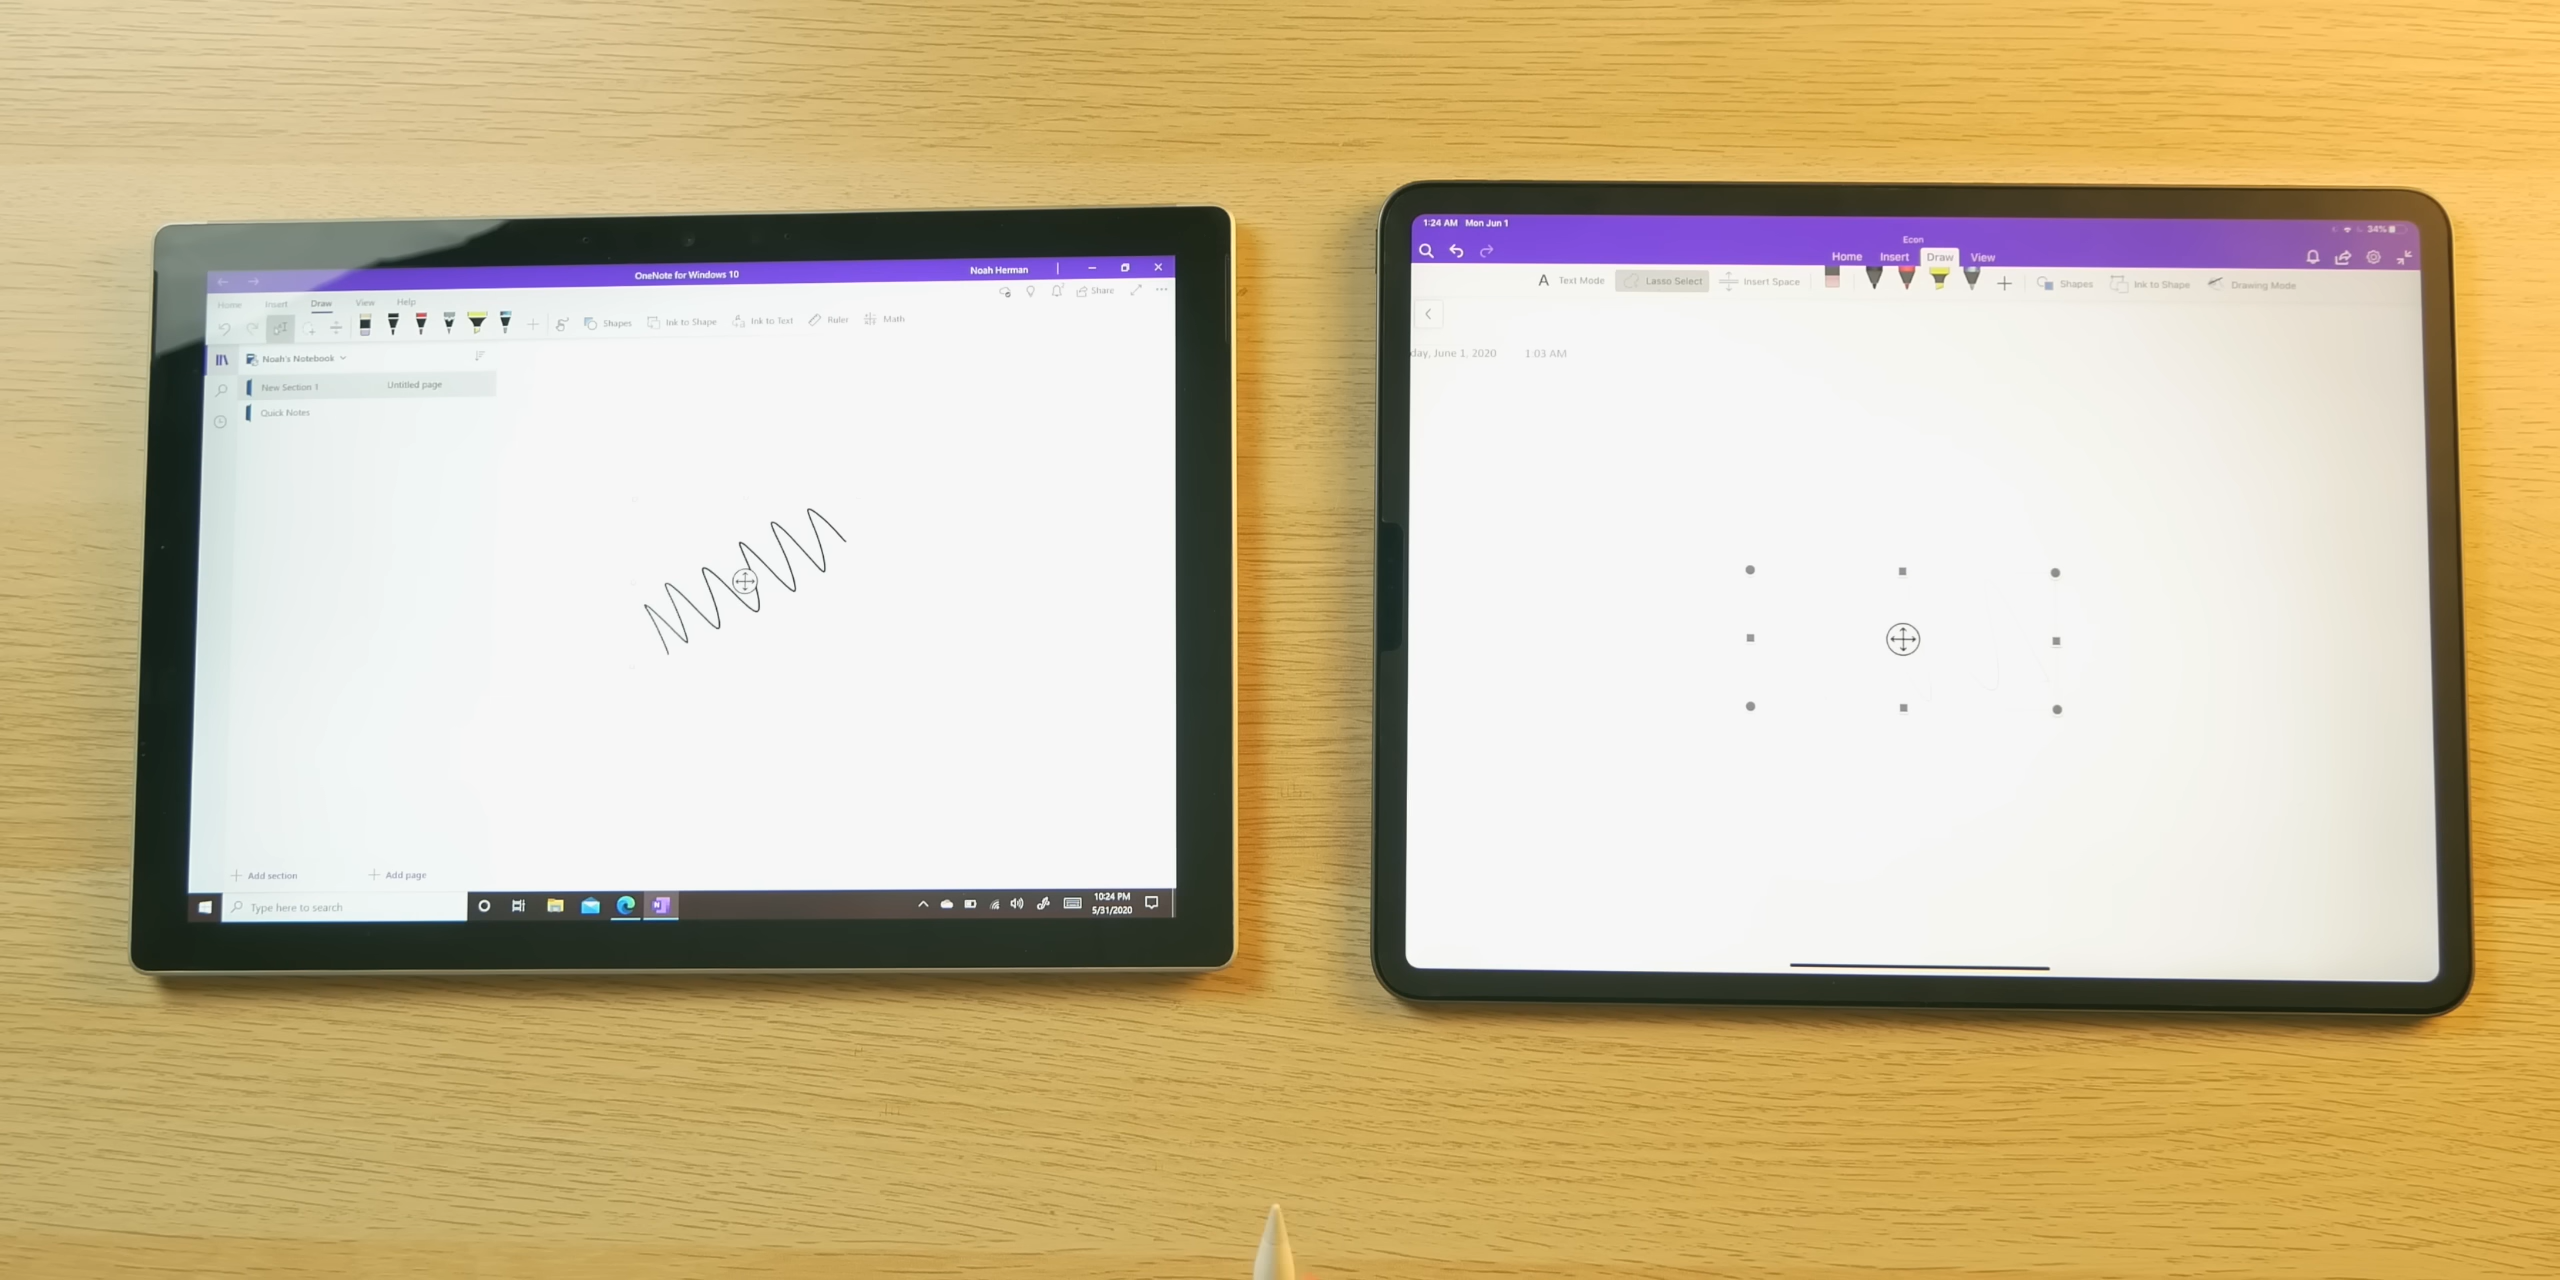 OneNote for Windows 10
Noah Herman
Home Insert Draw View Help
Share
Shapes Ink to Shape Ink to Text Ruler Math
Noah's Notebook
New Section 1 Untitled page
Quick Notes
Add section Add page
Type here to search
10:24 PM
5/31/2020
1:24 AM Mon Jun 1
34%
Econ
Home Insert Draw View
A Text Mode Lasso Select Insert Space Shapes Ink to Shape Drawing Mode
day, June 1, 2020 1:03 AM